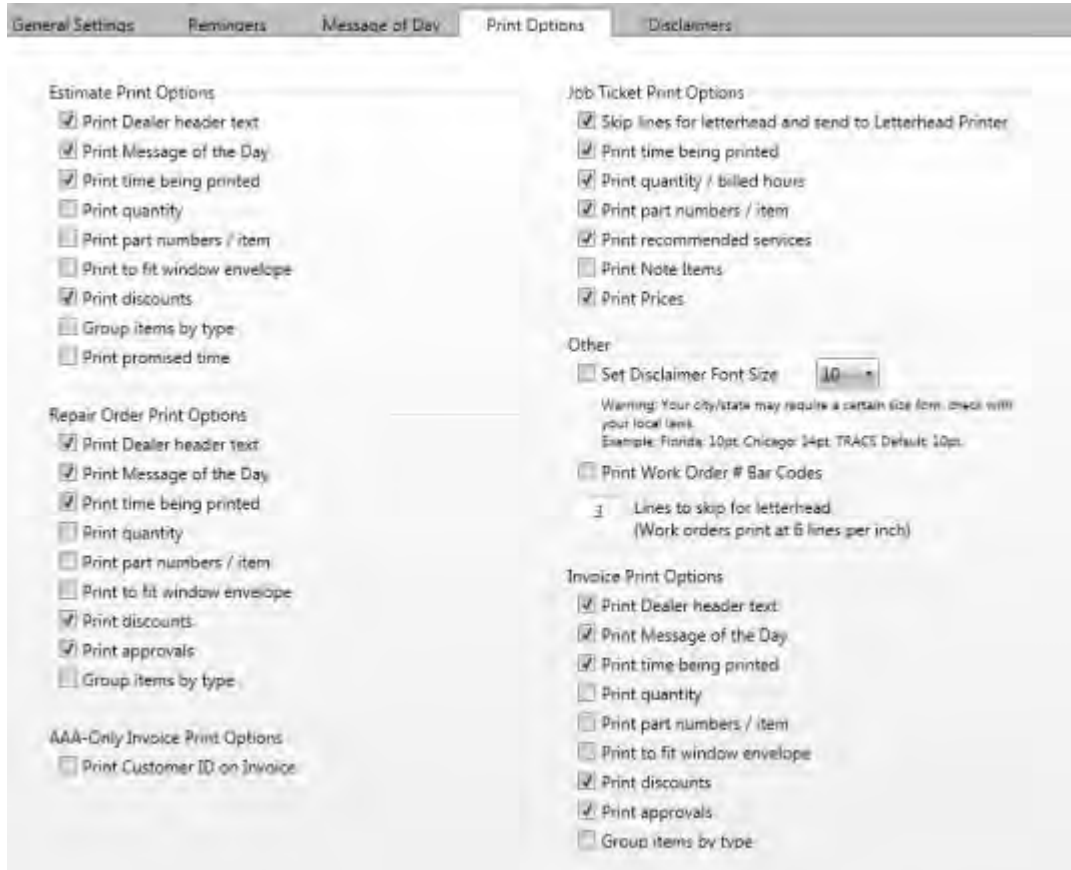 General Settings
Reminders
Message of Day
Print Options
Disclaimers
Estimate Print Options
Print Dealer header text
Print Message of the Day
Print time being printed
Print quantity
Print part numbers / item
Print to fit window envelope
Print discounts
Group items by type
Print promised time
Repair Order Print Options
Print Dealer header text
Print Message of the Day
Print time being printed
Print quantity
Print part numbers / item
Print to fit window envelope
Print discounts
Print approvals
Group items by type
AAA-Only Invoice Print Options
Print Customer ID on Invoice
Job Ticket Print Options
Skip lines for letterhead and send to Letterhead Printer
Print time being printed
Print quantity / billed hours
Print part numbers / item
Print recommended services
Print Note Items
Print Prices
Other
Set Disclaimer Font Size 10
Warning: Your city/state may require a certain size font, check with
your local laws.
Example: Florida: 10pt, Chicago: 14pt, TRACS Default: 10pt.
Print Work Order # Bar Codes
3 Lines to skip for letterhead
(Work orders print at 6 lines per inch)
Invoice Print Options
Print Dealer header text
Print Message of the Day
Print time being printed
Print quantity
Print part numbers / item
Print to fit window envelope
Print discounts
Print approvals
Group items by type